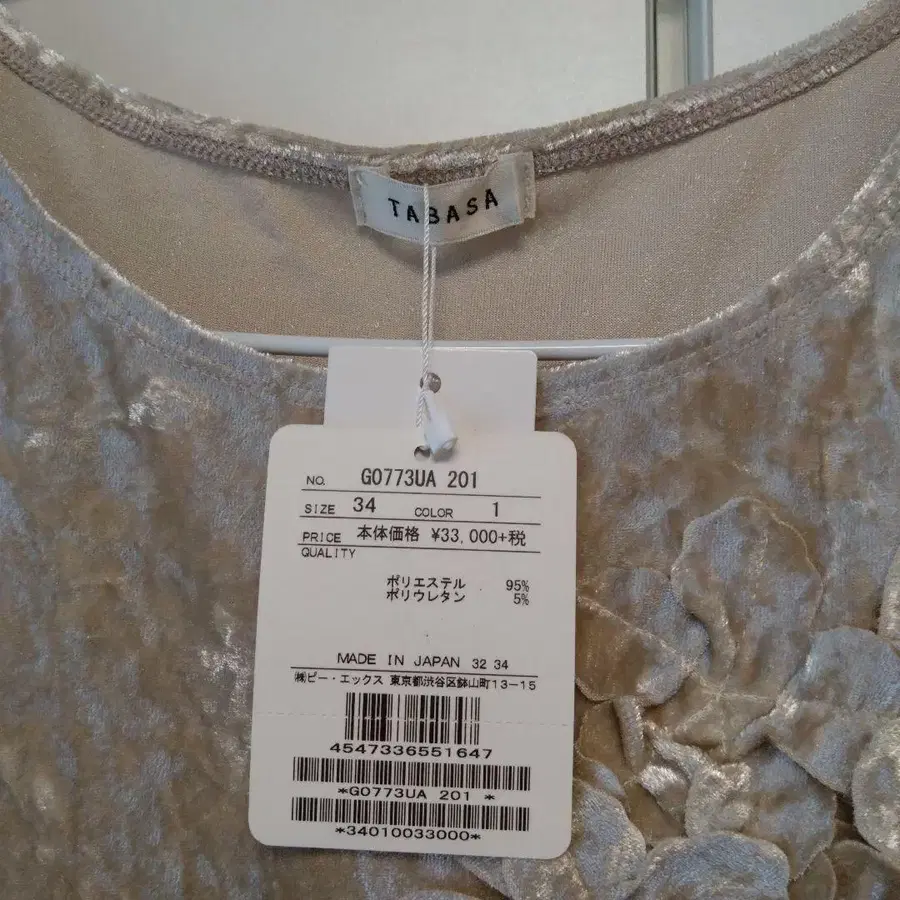 TABASA
NO. G0773UA 201
SIZE 34 COLOR 1
PRICE 本体価格 ¥33,000+税
QUALITY
ポリエステル 95%
ポリウレタン 5%
MADE IN JAPAN 32 34
㈱ビー・エックス 東京都渋谷区鉢山町13-15
4547336551647
*G0773UA 201 *
*34010033000*